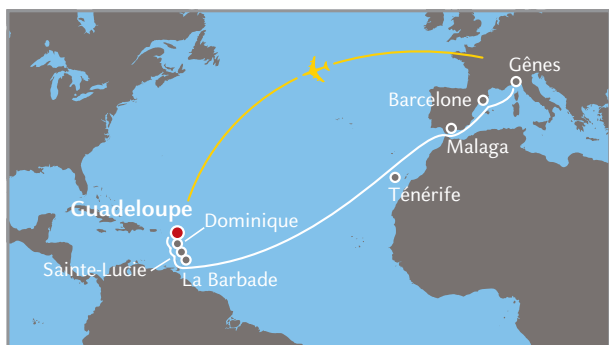 Gênes
Barcelone
Malaga
Ténérife
Guadeloupe
Dominique
Sainte-Lucie
La Barbade